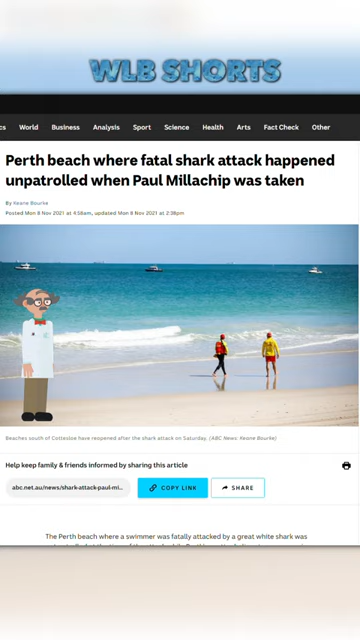 WLB SHORTS
cs World Business Analysis Sport Science Health Arts Fact Check Other
Perth beach where fatal shark attack happened
unpatrolled when Paul Millachip was taken
By Keane Bourke
Posted Mon 8 Nov 2021 at 4:58am, updated Mon 8 Nov 2021 at 2:38pm
Beaches south of Cottesloe have reopened after the shark attack on Saturday. (ABC News: Keane Bourke)
Help keep family & friends informed by sharing this article
abc.net.au/news/shark-attack-paul-mi...
COPY LINK
SHARE
The Perth beach where a swimmer was fatally attacked by a great white shark was